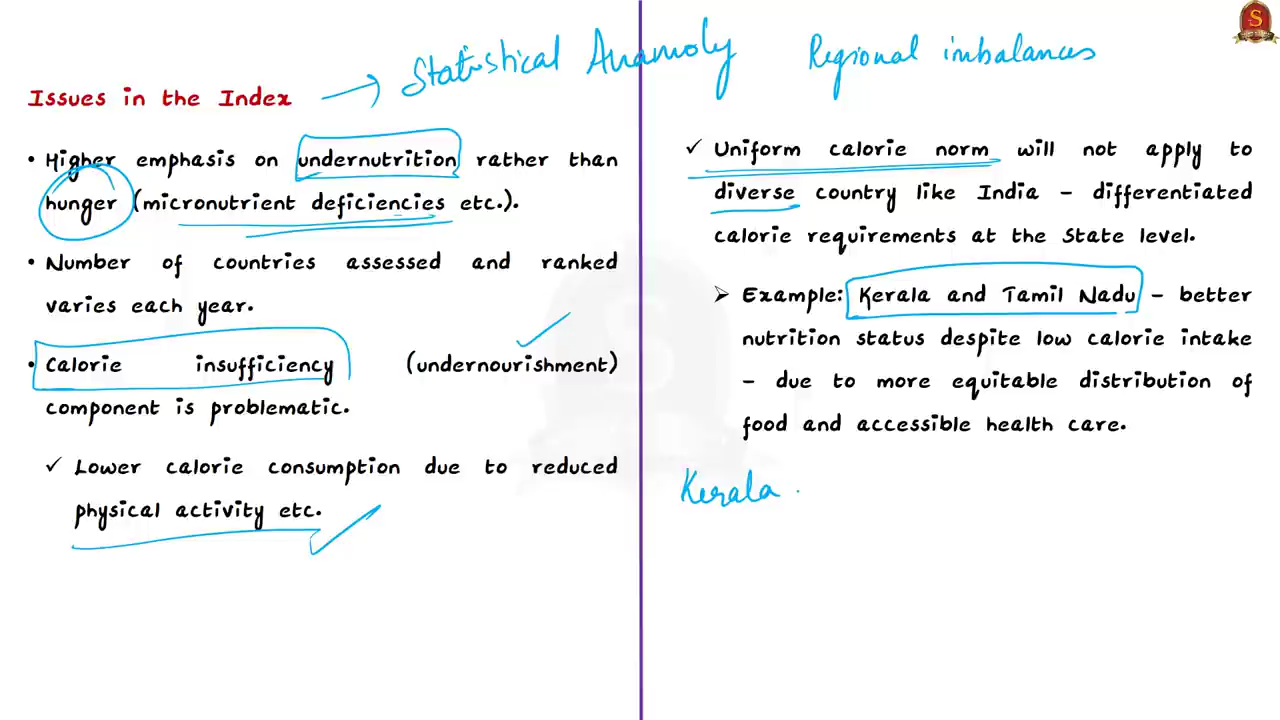 Statistical Anamoly
Issues in the Index
• Higher emphasis on undernutrition rather than
hunger (micronutrient deficiencies etc.).
• Number of countries assessed and ranked
varies each year.
• Calorie insufficiency (undernourishment)
component is problematic.
✓ Lower calorie consumption due to reduced
physical activity etc.
Regional imbalances
✓ Uniform calorie norm will not apply to
diverse country like India – differentiated
calorie requirements at the State level.
➢ Example: Kerala and Tamil Nadu – better
nutrition status despite low calorie intake
– due to more equitable distribution of
food and accessible health care.
Kerala